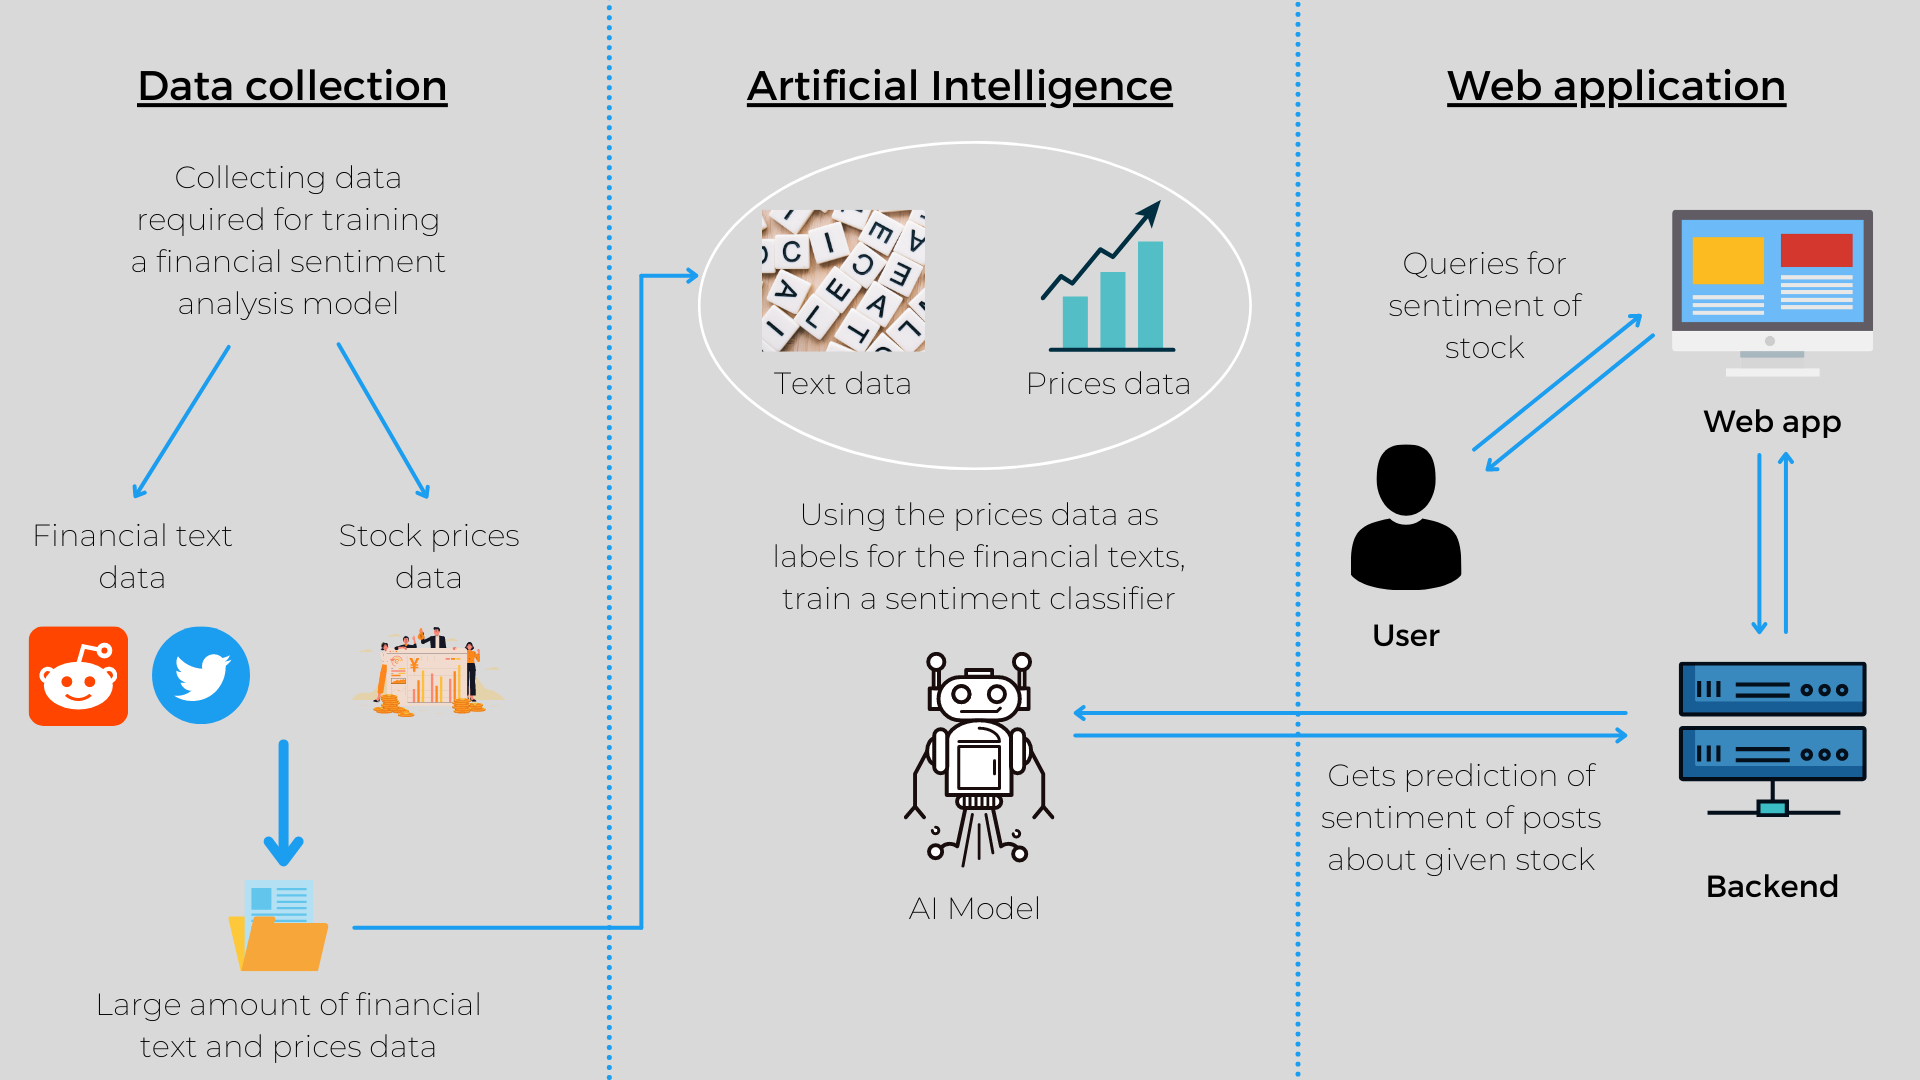 Data collection
Collecting data
required for training
a financial sentiment
analysis model
Financial text
data
Stock prices
data
Large amount of financial
text and prices data
Artificial Intelligence
Text data
Prices data
Using the prices data as
labels for the financial texts,
train a sentiment classifier
AI Model
Web application
Queries for
sentiment of
stock
Web app
User
Gets prediction of
sentiment of posts
about given stock
Backend